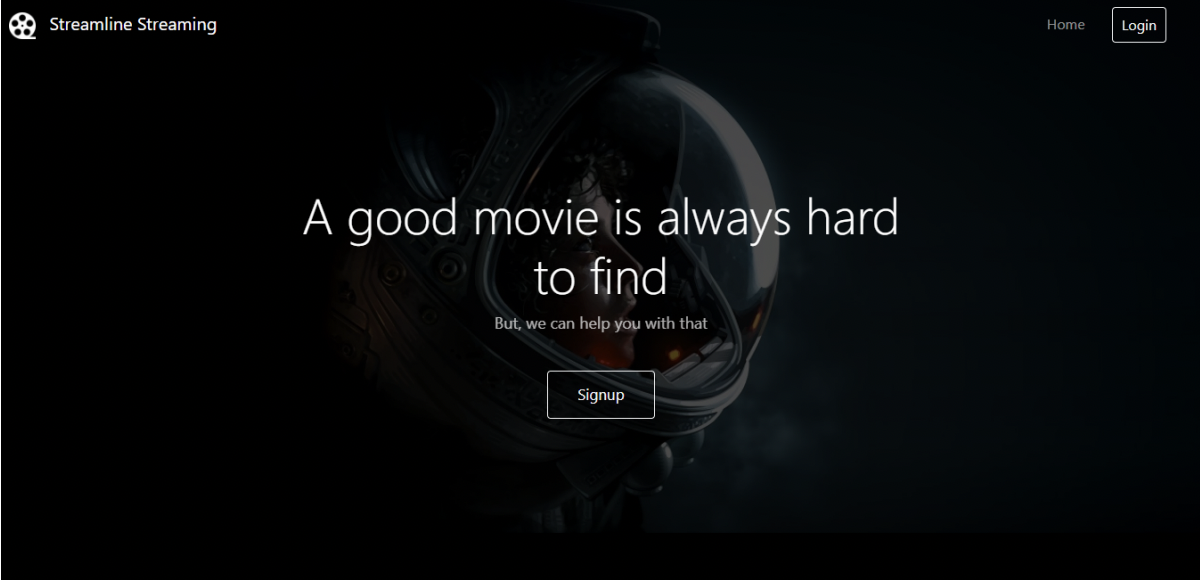 Streamline Streaming
Home
Login
A good movie is always hard
to find
But, we can help you with that
Signup